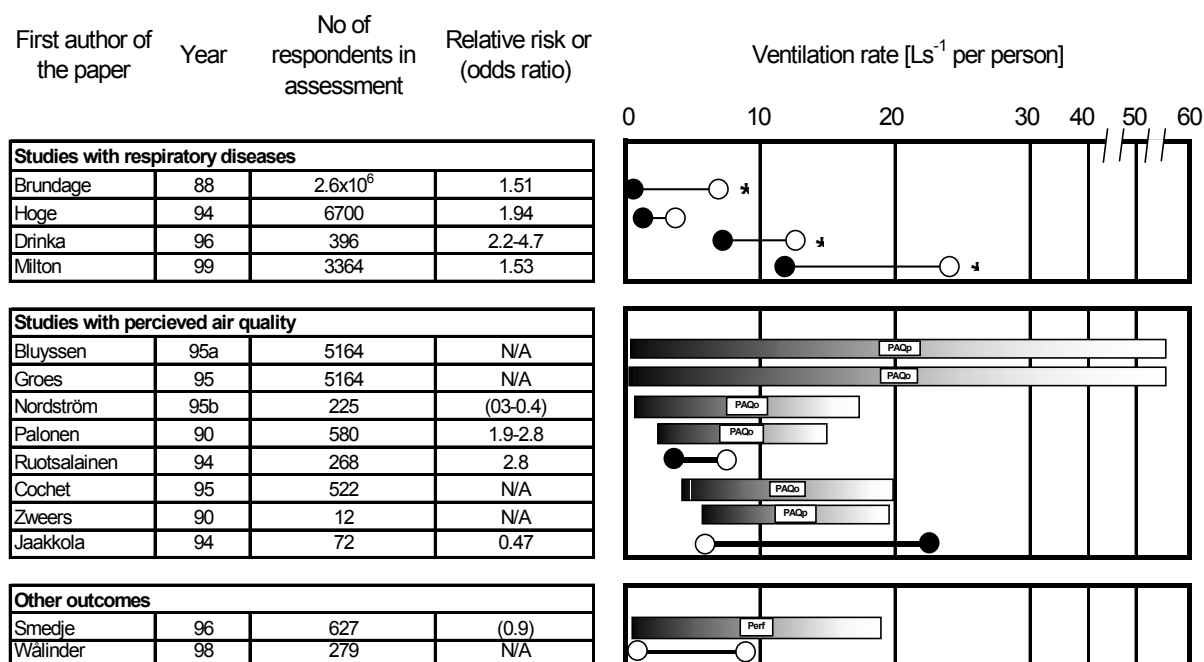 First author of the paper Year No of respondents in assessment Relative risk or (odds ratio) Ventilation rate [Ls⁻¹ per person]
0 10 20 30 40 50 60
Studies with respiratory diseases
Brundage 88 2.6x10⁶ 1.51
Hoge 94 6700 1.94
Drinka 96 396 2.2-4.7
Milton 99 3364 1.53
Studies with percieved air quality
Bluyssen 95a 5164 N/A PAQp
Groes 95 5164 N/A PAQo
Nordström 95b 225 (03-0.4) PAQo
Palonen 90 580 1.9-2.8 PAQo
Ruotsalainen 94 268 2.8
Cochet 95 522 N/A PAQo
Zweers 90 12 N/A PAQp
Jaakkola 94 72 0.47
Other outcomes
Smedje 96 627 (0.9) Perf
Wålinder 98 279 N/A